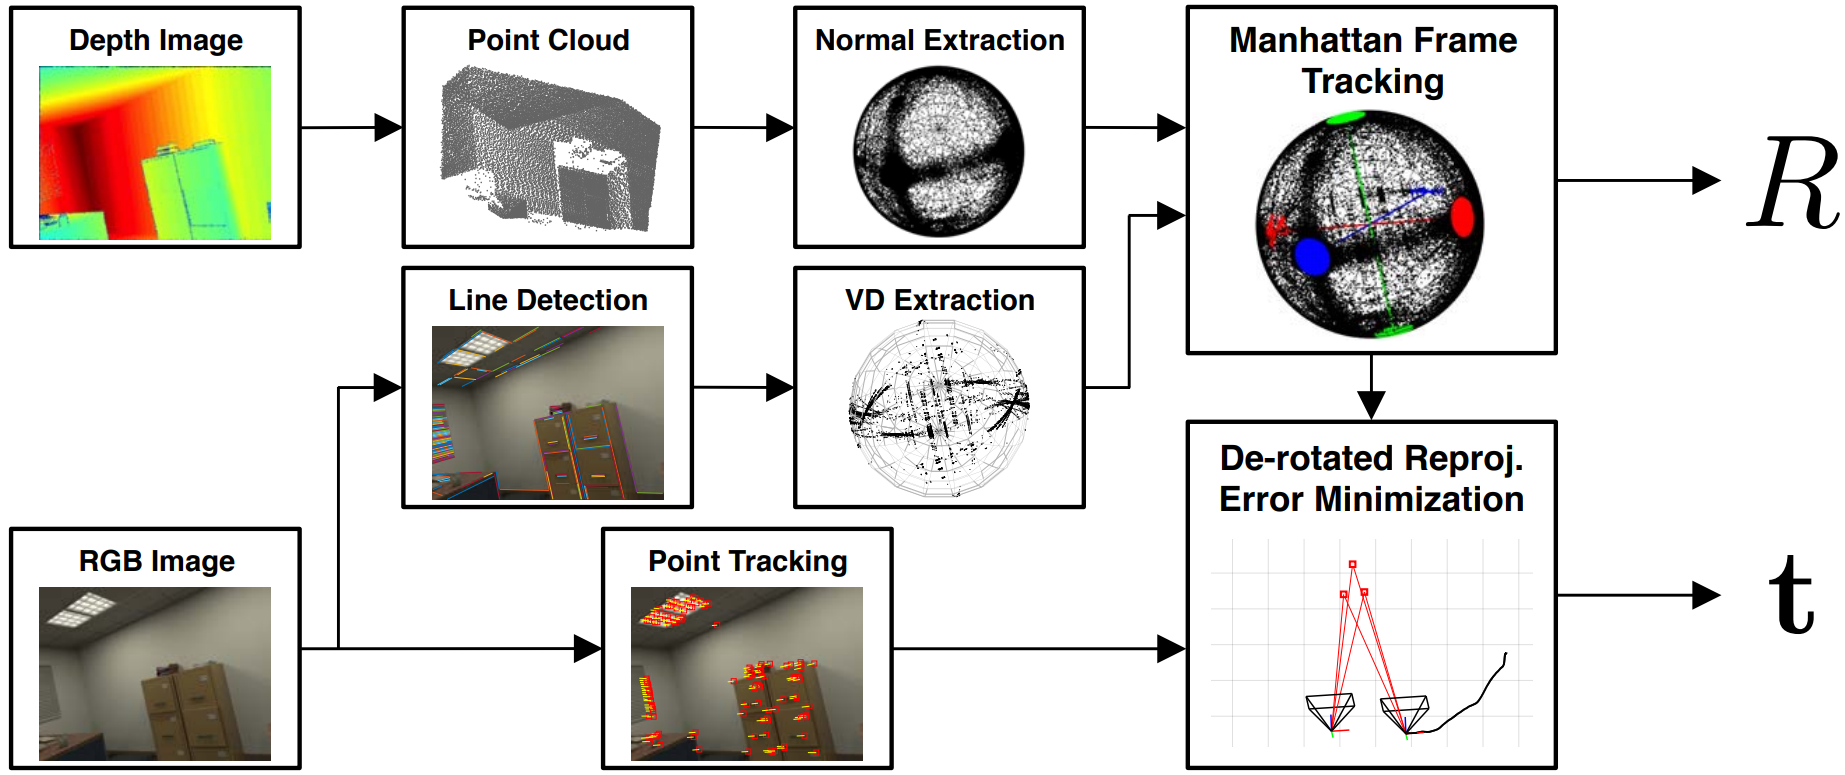 Depth Image
Point Cloud
Normal Extraction
Manhattan Frame
Tracking
R
Line Detection
VD Extraction
De-rotated Reproj.
Error Minimization
RGB Image
Point Tracking
t